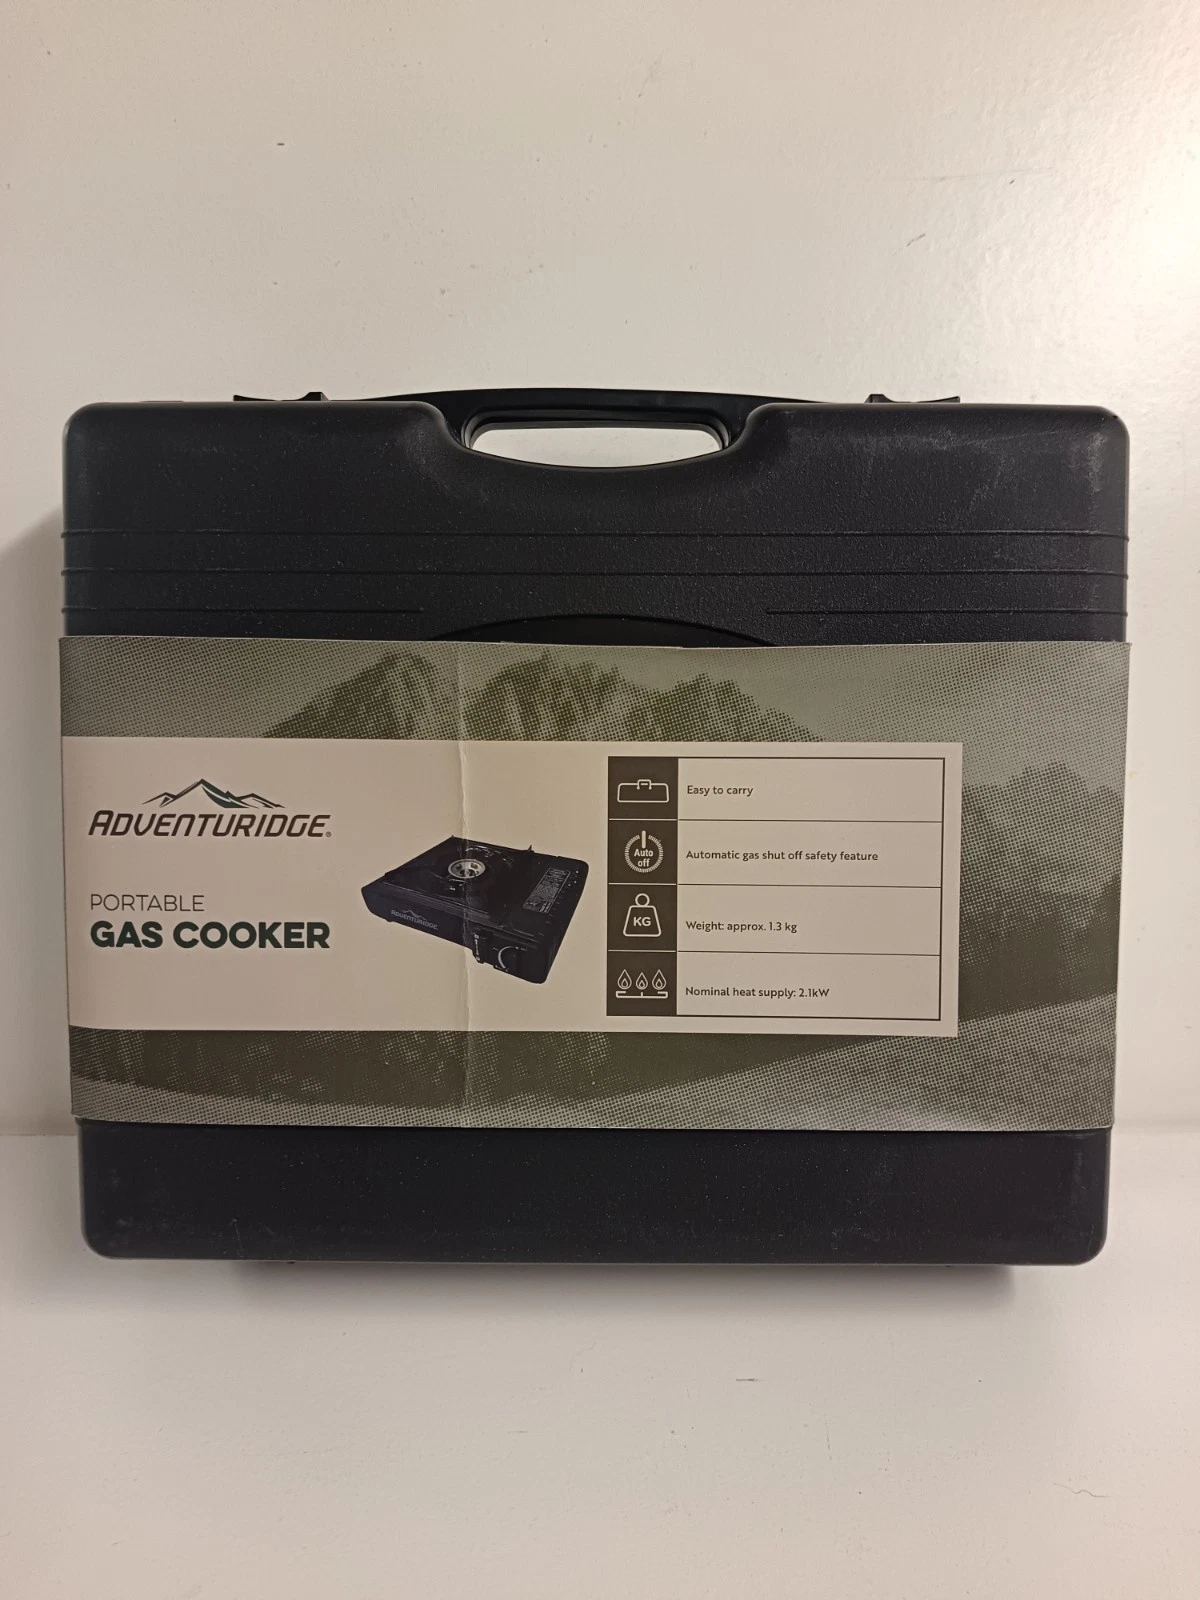 ADVENTURIDGE®
PORTABLE
GAS COOKER
ADVENTURIDGE
Easy to carry
Auto
off
Automatic gas shut off safety feature
KG
Weight: approx. 1.3 kg
Nominal heat supply: 2.1kW